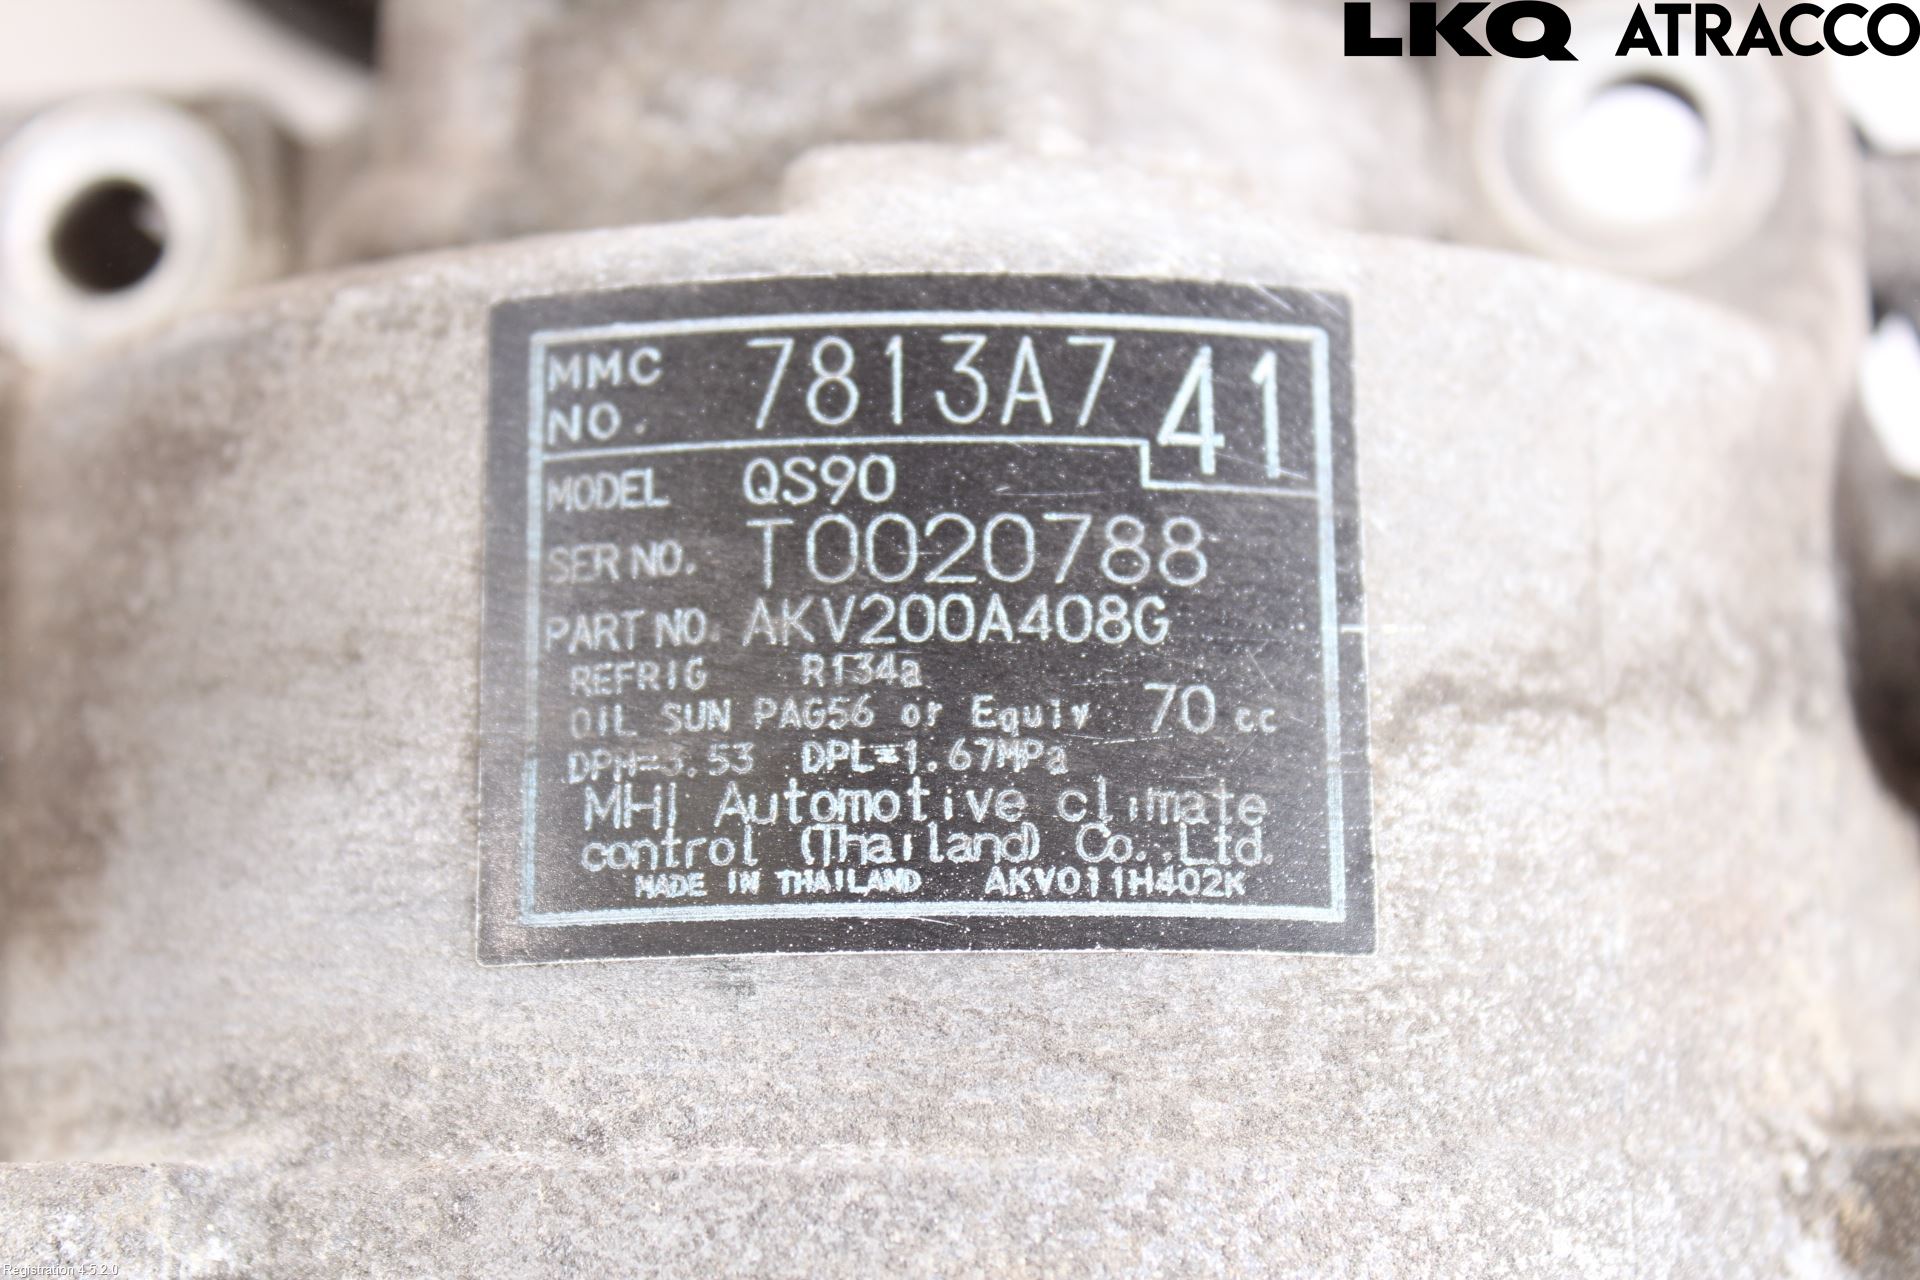 LKQ ATRACCO
MMC NO. 7813A741
MODEL QS90
SER NO. T0020788
PART NO. AKV200A408G
REFRIG R134a
OIL SUN PAG56 or Equiv 70 cc
DPH=3.53 DPL=1.67MPa
MHI Automotive climate
control (Thailand) Co.,Ltd.
MADE IN THAILAND AKV011H402K
Registration 4.5.2.0